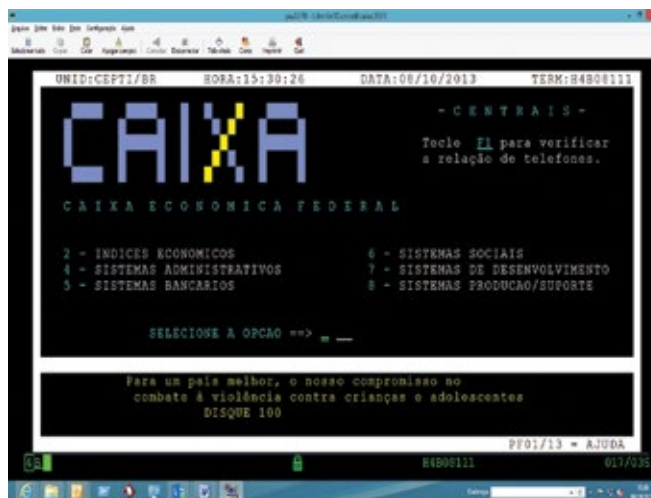 UNID:CEPTI/BR HORA:15:30:26 DATA:08/10/2013 TERM:H4B08111
CAIXA
- C E N T R A I S -
Tecle F1 para verificar
a relação de telefones.
C A I X A E C O N O M I C A F E D E R A L
2 - INDICES ECONOMICOS 6 - SISTEMAS SOCIAIS
4 - SISTEMAS ADMINISTRATIVOS 7 - SISTEMAS DE DESENVOLVIMENTO
5 - SISTEMAS BANCARIOS 8 - SISTEMAS PRODUCAO/SUPORTE
SELECIONE A OPCAO ==>
Para um país melhor, o nosso compromisso no
combate à violência contra crianças e adolescentes
DISQUE 100
PF01/13 = AJUDA
4B H4B08111 017/035